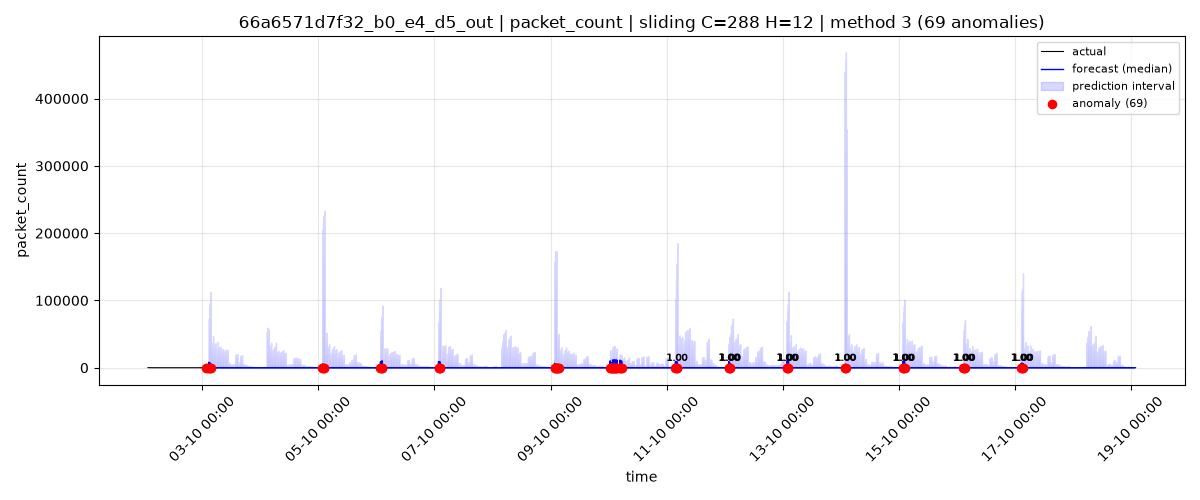 66a6571d7f32_b0_e4_d5_out | packet_count | sliding C=288 H=12 | method 3 (69 anomalies)
actual
forecast (median)
prediction interval
anomaly (69)
packet_count
400000
300000
200000
100000
0
1.00 1.00 1.00 1.00 1.00 1.00 1.00
03-10 00:00
05-10 00:00
07-10 00:00
09-10 00:00
11-10 00:00
13-10 00:00
15-10 00:00
17-10 00:00
19-10 00:00
time